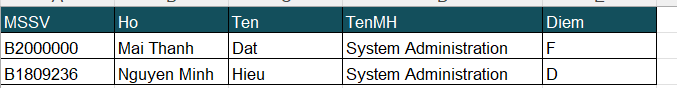 MSSV Ho Ten TenMH Diem
B2000000 Mai Thanh Dat System Administration F
B1809236 Nguyen Minh Hieu System Administration D